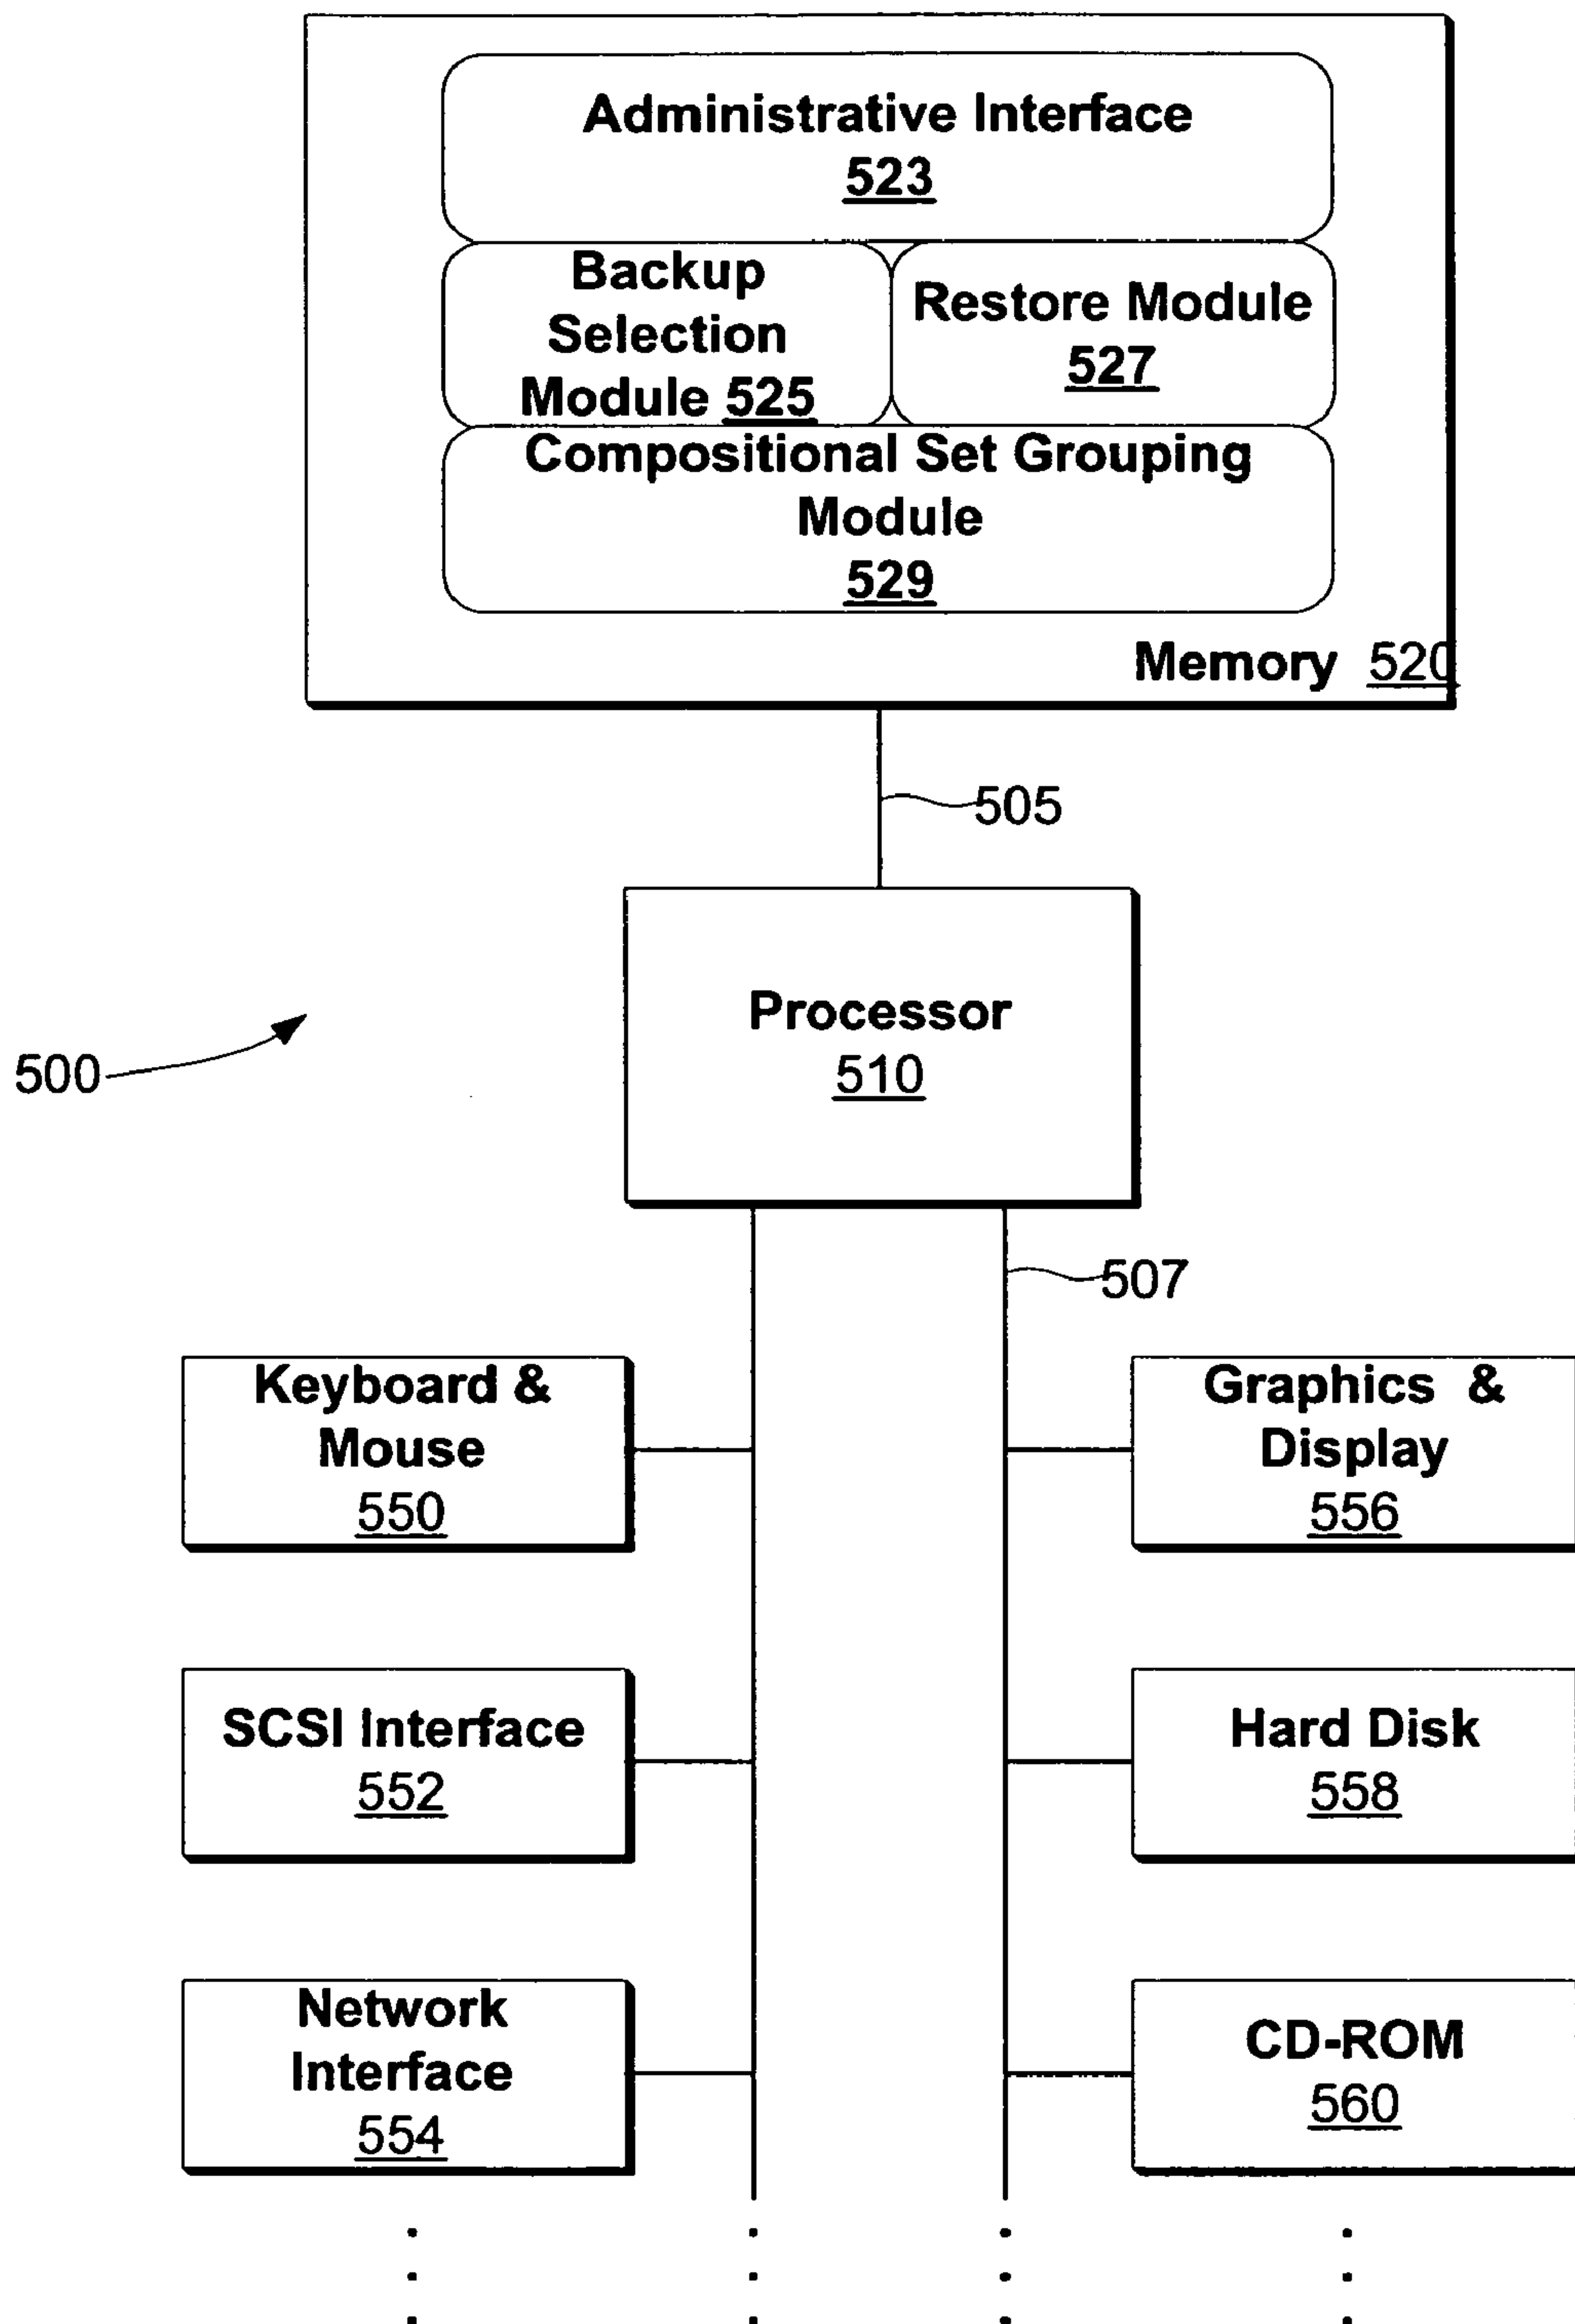 Administrative Interface
523
Backup
Selection
Module 525
Restore Module
527
Compositional Set Grouping
Module
529
Memory 520
505
Processor
510
500
507
Keyboard &
Mouse
550
Graphics &
Display
556
SCSI Interface
552
Hard Disk
558
Network
Interface
554
CD-ROM
560